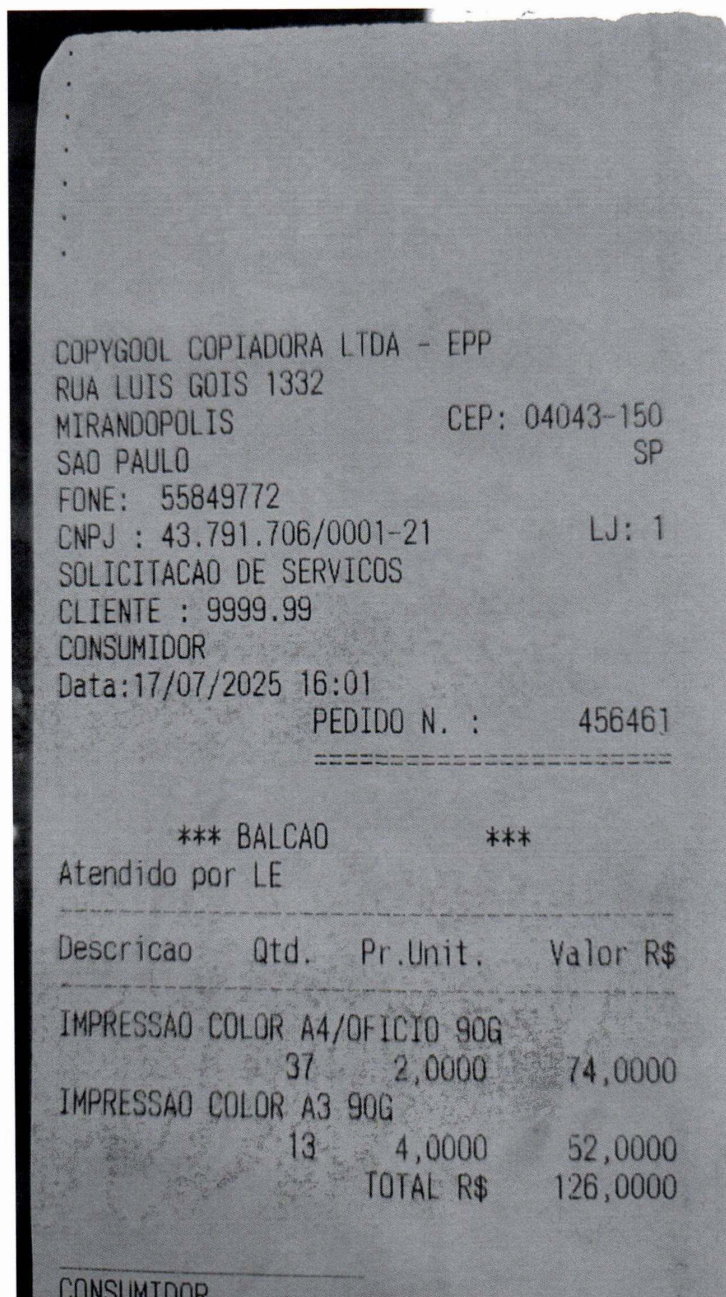 COPYGOOL COPIADORA LTDA - EPP
RUA LUIS GOIS 1332
MIRANDOPOLIS CEP: 04043-150
SAO PAULO SP
FONE: 55849772
CNPJ : 43.791.706/0001-21 LJ: 1
SOLICITACAO DE SERVICOS
CLIENTE : 9999.99
CONSUMIDOR
Data:17/07/2025 16:01
PEDIDO N. : 456461
========================
*** BALCAO ***
Atendido por LE
Descricao Qtd. Pr.Unit. Valor R$
IMPRESSAO COLOR A4/OFICIO 90G
37 2,0000 74,0000
IMPRESSAO COLOR A3 90G
13 4,0000 52,0000
TOTAL R$ 126,0000
CONSUMIDOR